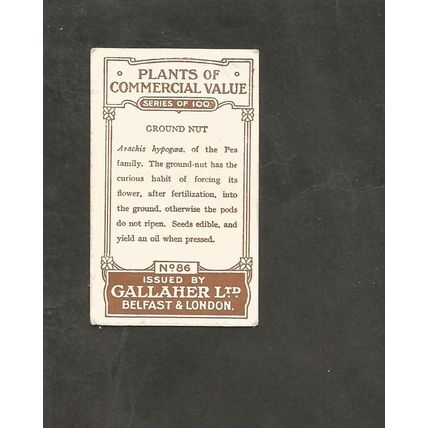 PLANTS OF
COMMERCIAL VALUE
SERIES OF 100
GROUND NUT
Arachis hypogæa, of the Pea
family. The ground-nut has the
curious habit of forcing its
flower, after fertilization, into
the ground, otherwise the pods
do not ripen. Seeds edible, and
yield an oil when pressed.
No 86
ISSUED BY
GALLAHER LTD
BELFAST & LONDON.